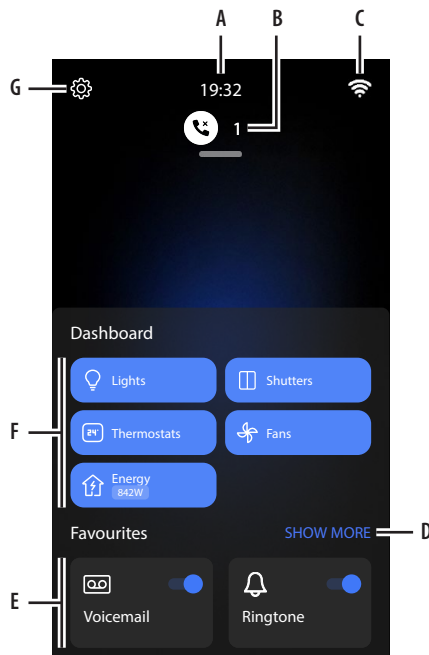 A B C
G 19:32
1
Dashboard
Lights Shutters
F 24° Thermostats Fans
Energy
842W
Favourites SHOW MORE D
E
Voicemail Ringtone